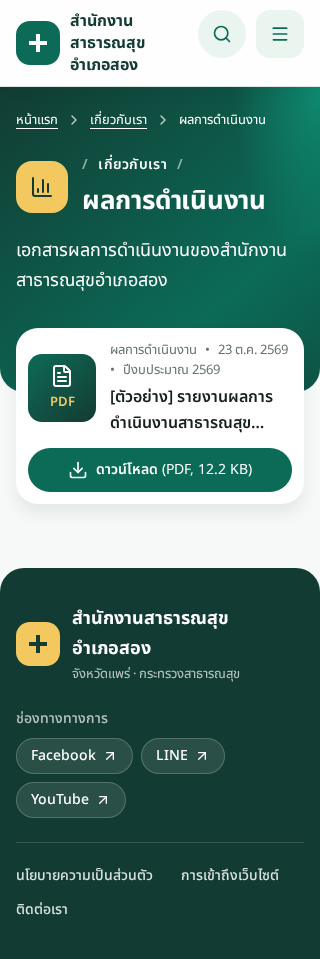 สำนักงาน
สาธารณสุข
อำเภอสอง
หน้าแรก > เกี่ยวกับเรา > ผลการดำเนินงาน
/ เกี่ยวกับเรา /
ผลการดำเนินงาน
เอกสารผลการดำเนินงานของสำนักงาน
สาธารณสุขอำเภอสอง
ผลการดำเนินงาน • 23 ต.ค. 2569
• ปีงบประมาณ 2569
PDF
[ตัวอย่าง] รายงานผลการ
ดำเนินงานสาธารณสุข...
ดาวน์โหลด (PDF, 12.2 KB)
สำนักงานสาธารณสุข
อำเภอสอง
จังหวัดแพร่ · กระทรวงสาธารณสุข
ช่องทางทางการ
Facebook
LINE
YouTube
นโยบายความเป็นส่วนตัว
การเข้าถึงเว็บไซต์
ติดต่อเรา